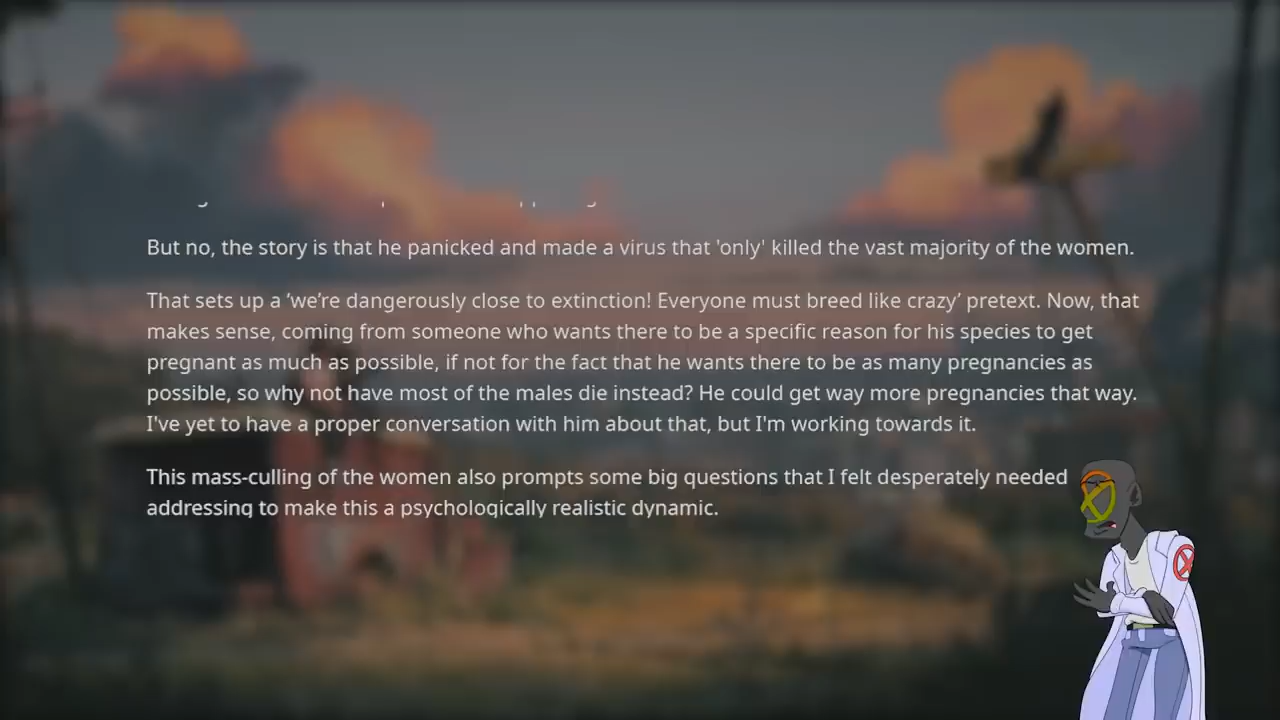 But no, the story is that he panicked and made a virus that 'only' killed the vast majority of the women.
That sets up a 'we're dangerously close to extinction! Everyone must breed like crazy' pretext. Now, that
makes sense, coming from someone who wants there to be a specific reason for his species to get
pregnant as much as possible, if not for the fact that he wants there to be as many pregnancies as
possible, so why not have most of the males die instead? He could get way more pregnancies that way.
I've yet to have a proper conversation with him about that, but I'm working towards it.
This mass-culling of the women also prompts some big questions that I felt desperately needed
addressing to make this a psychologically realistic dynamic.